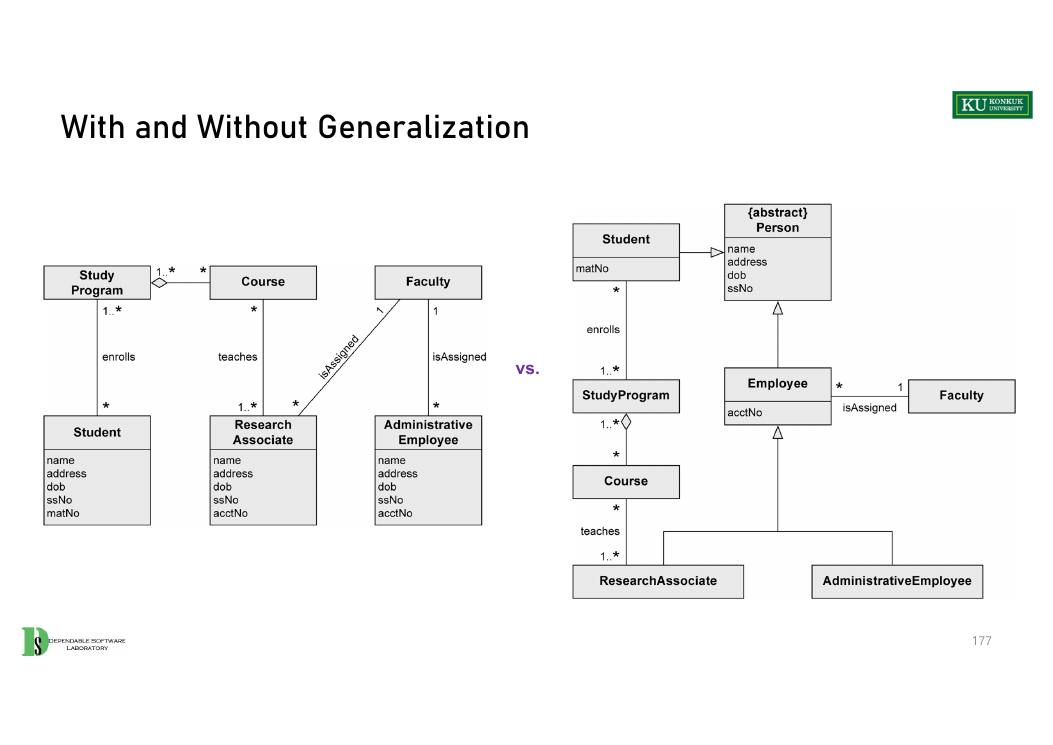 With and Without Generalization
KU KONKUK
UNIVERSITY
Study
Program
1..*
*
Course
Faculty
1..*
enrolls
*
*
teaches
1..*
1
isAssigned
*
1
isAssigned
*
Student
name
address
dob
ssNo
matNo
Research
Associate
name
address
dob
ssNo
acctNo
Administrative
Employee
name
address
dob
ssNo
acctNo
vs.
Student
matNo
{abstract}
Person
name
address
dob
ssNo
*
enrolls
1..*
StudyProgram
1..*
*
Course
*
teaches
1..*
Employee
acctNo
*
1
isAssigned
Faculty
ResearchAssociate
AdministrativeEmployee
DS DEPENDABLE SOFTWARE
LABORATORY
177